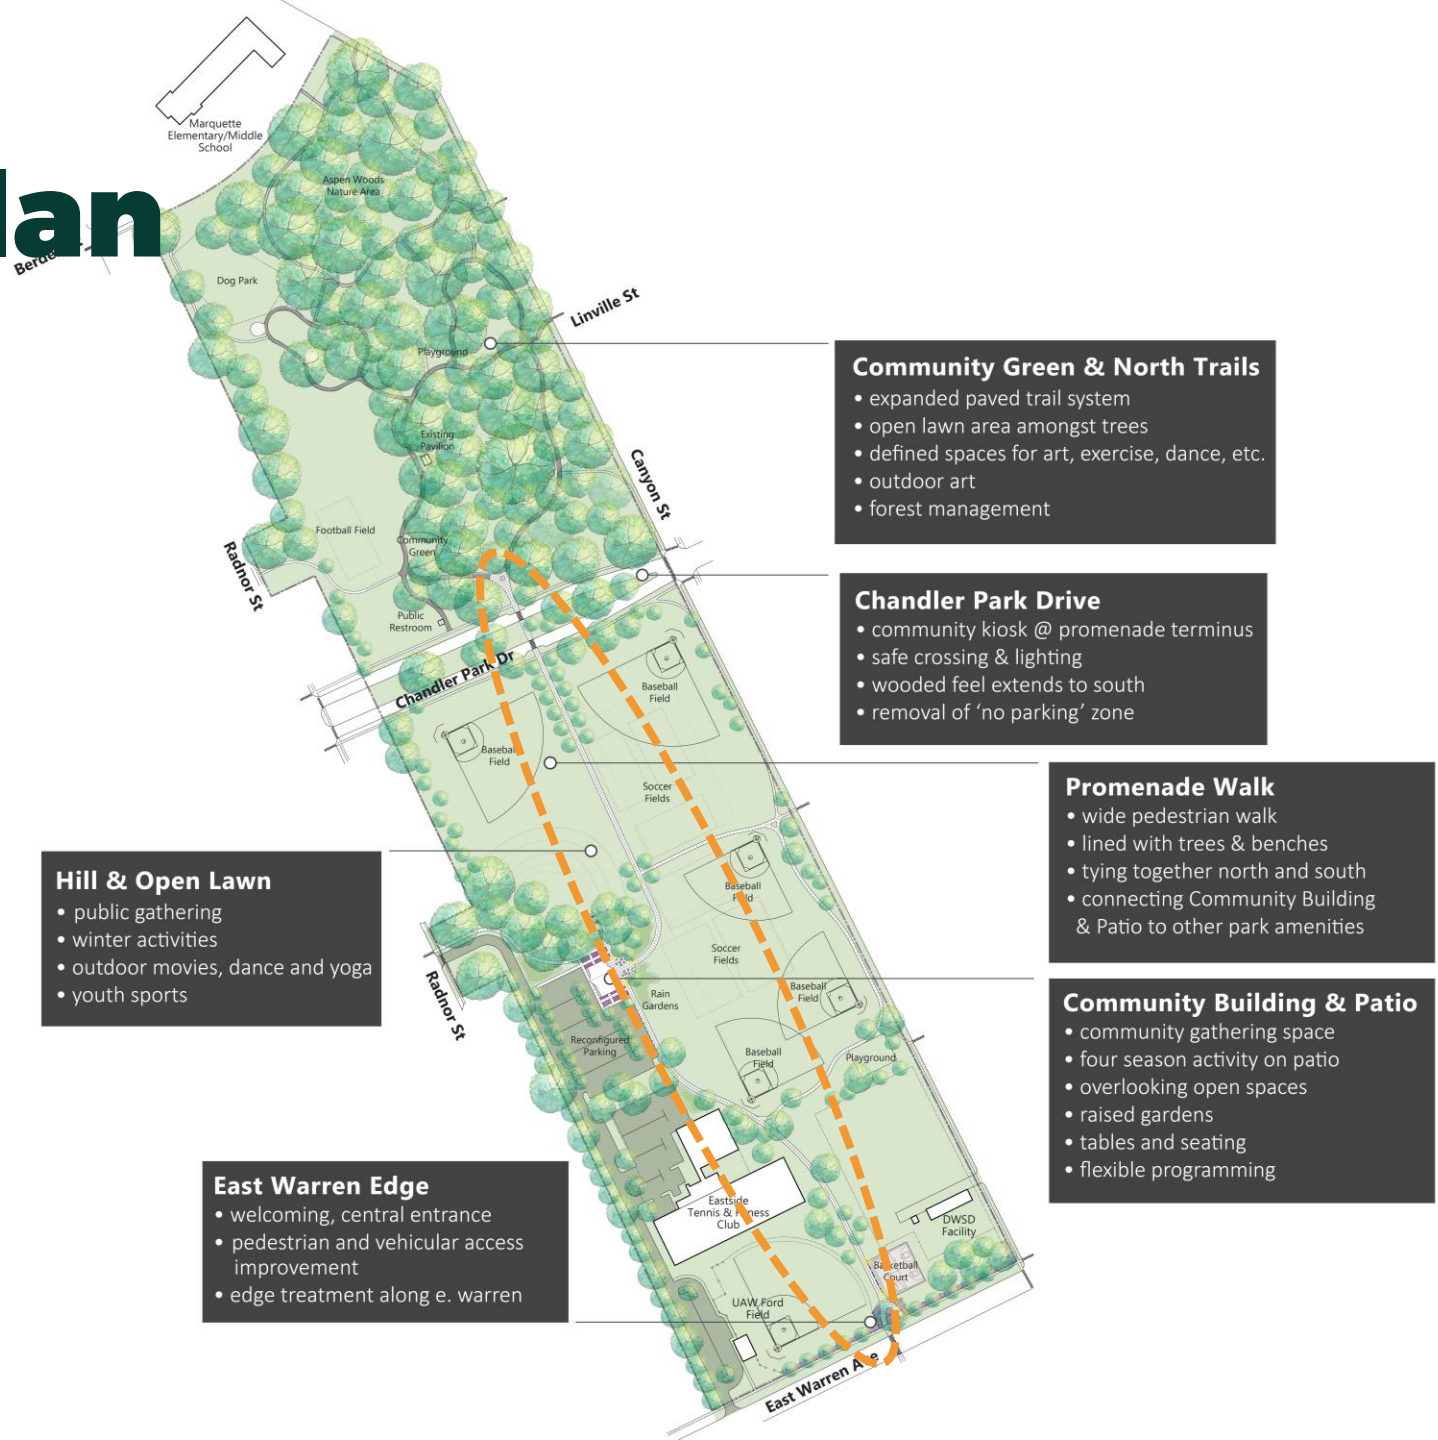 Marquette
Elementary/Middle
School
lan
Aspen Woods
Nature Area
Dog Park
Linville St
Playground
Community Green & North Trails
• expanded paved trail system
• open lawn area amongst trees
• defined spaces for art, exercise, dance, etc.
• outdoor art
• forest management
Existing
Pavilion
Canyon St
Football Field
Community
Green
Radnor St
Public
Restroom
Chandler Park Drive
• community kiosk @ promenade terminus
• safe crossing & lighting
• wooded feel extends to south
• removal of ‘no parking’ zone
Chandler Park Dr
Baseball
Field
Baseball
Field
Soccer
Fields
Promenade Walk
• wide pedestrian walk
• lined with trees & benches
• tying together north and south
• connecting Community Building
& Patio to other park amenities
Hill & Open Lawn
• public gathering
• winter activities
• outdoor movies, dance and yoga
• youth sports
Baseball
Field
Soccer
Fields
Radnor St
Rain
Gardens
Baseball
Field
Community Building & Patio
• community gathering space
• four season activity on patio
• overlooking open spaces
• raised gardens
• tables and seating
• flexible programming
Reconfigured
Parking
Baseball
Field
Playground
East Warren Edge
• welcoming, central entrance
• pedestrian and vehicular access
improvement
• edge treatment along e. warren
Eastside
Tennis & Fitness
Club
DWSD
Facility
Basketball
Court
UAW Ford
Field
East Warren Ave